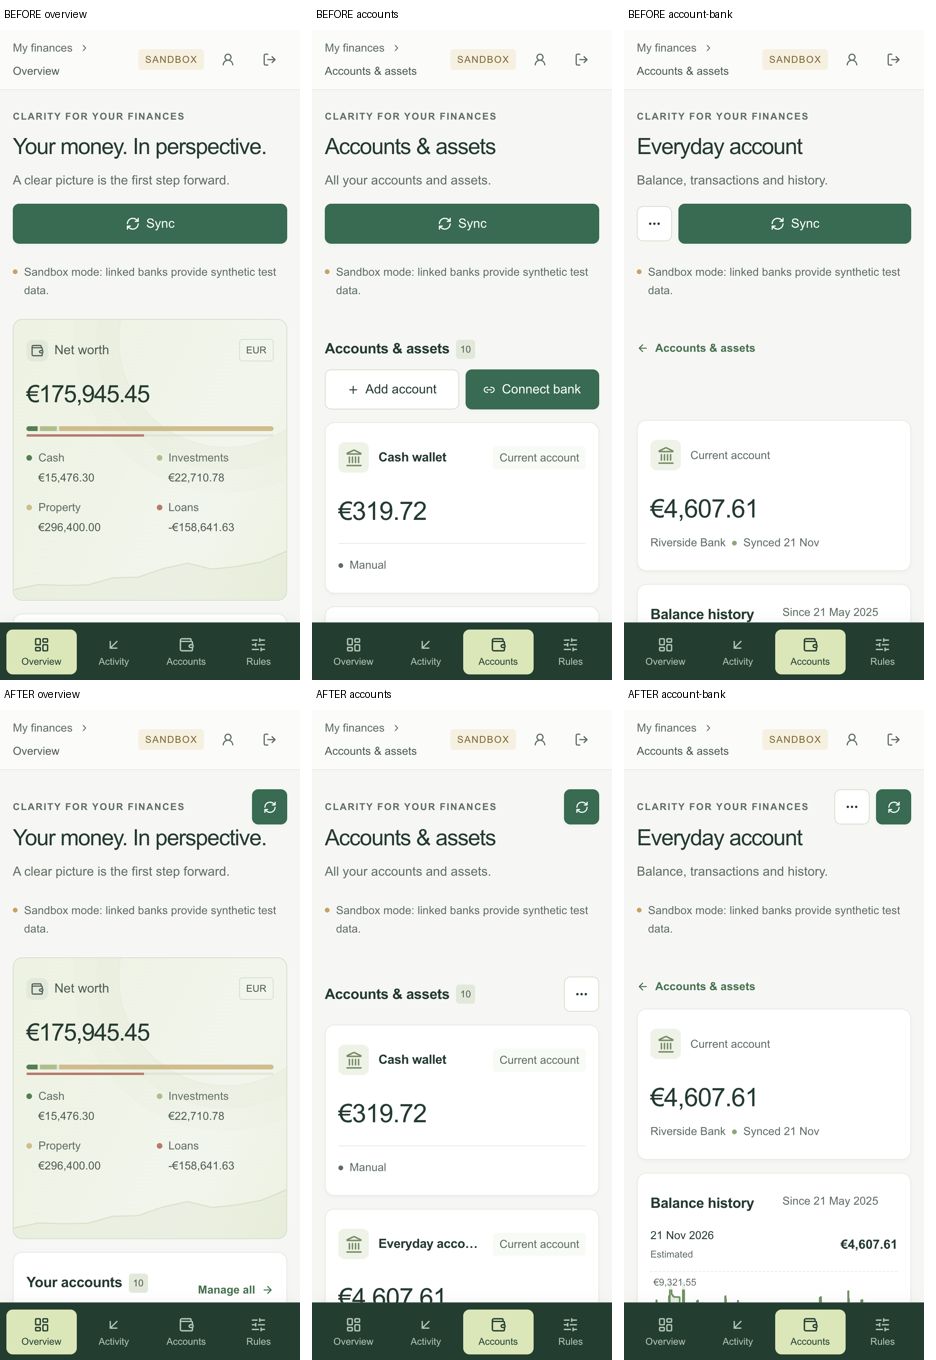 BEFORE overview
My finances
Overview
SANDBOX
CLARITY FOR YOUR FINANCES
Your money. In perspective.
A clear picture is the first step forward.
Sync
Sandbox mode: linked banks provide synthetic test
data.
Net worth
EUR
€175,945.45
Cash
€15,476.30
Investments
€22,710.78
Property
€296,400.00
Loans
-€158,641.63
Overview
Activity
Accounts
Rules
BEFORE accounts
My finances
Accounts & assets
SANDBOX
CLARITY FOR YOUR FINANCES
Accounts & assets
All your accounts and assets.
Sync
Sandbox mode: linked banks provide synthetic test
data.
Accounts & assets 10
Add account
Connect bank
Cash wallet
Current account
€319.72
Manual
Overview
Activity
Accounts
Rules
BEFORE account-bank
My finances
Accounts & assets
SANDBOX
CLARITY FOR YOUR FINANCES
Everyday account
Balance, transactions and history.
Sync
Sandbox mode: linked banks provide synthetic test
data.
Accounts & assets
Current account
€4,607.61
Riverside Bank • Synced 21 Nov
Balance history
Since 21 May 2025
Overview
Activity
Accounts
Rules
AFTER overview
My finances
Overview
SANDBOX
CLARITY FOR YOUR FINANCES
Your money. In perspective.
A clear picture is the first step forward.
Sandbox mode: linked banks provide synthetic test
data.
Net worth
EUR
€175,945.45
Cash
€15,476.30
Investments
€22,710.78
Property
€296,400.00
Loans
-€158,641.63
Your accounts 10
Manage all
Overview
Activity
Accounts
Rules
AFTER accounts
My finances
Accounts & assets
SANDBOX
CLARITY FOR YOUR FINANCES
Accounts & assets
All your accounts and assets.
Sandbox mode: linked banks provide synthetic test
data.
Accounts & assets 10
Cash wallet
Current account
€319.72
Manual
Everyday acco...
Current account
€4,607.61
Overview
Activity
Accounts
Rules
AFTER account-bank
My finances
Accounts & assets
SANDBOX
CLARITY FOR YOUR FINANCES
Everyday account
Balance, transactions and history.
Sandbox mode: linked banks provide synthetic test
data.
Accounts & assets
Current account
€4,607.61
Riverside Bank • Synced 21 Nov
Balance history
Since 21 May 2025
21 Nov 2026
Estimated
€4,607.61
€9,321.55
Overview
Activity
Accounts
Rules